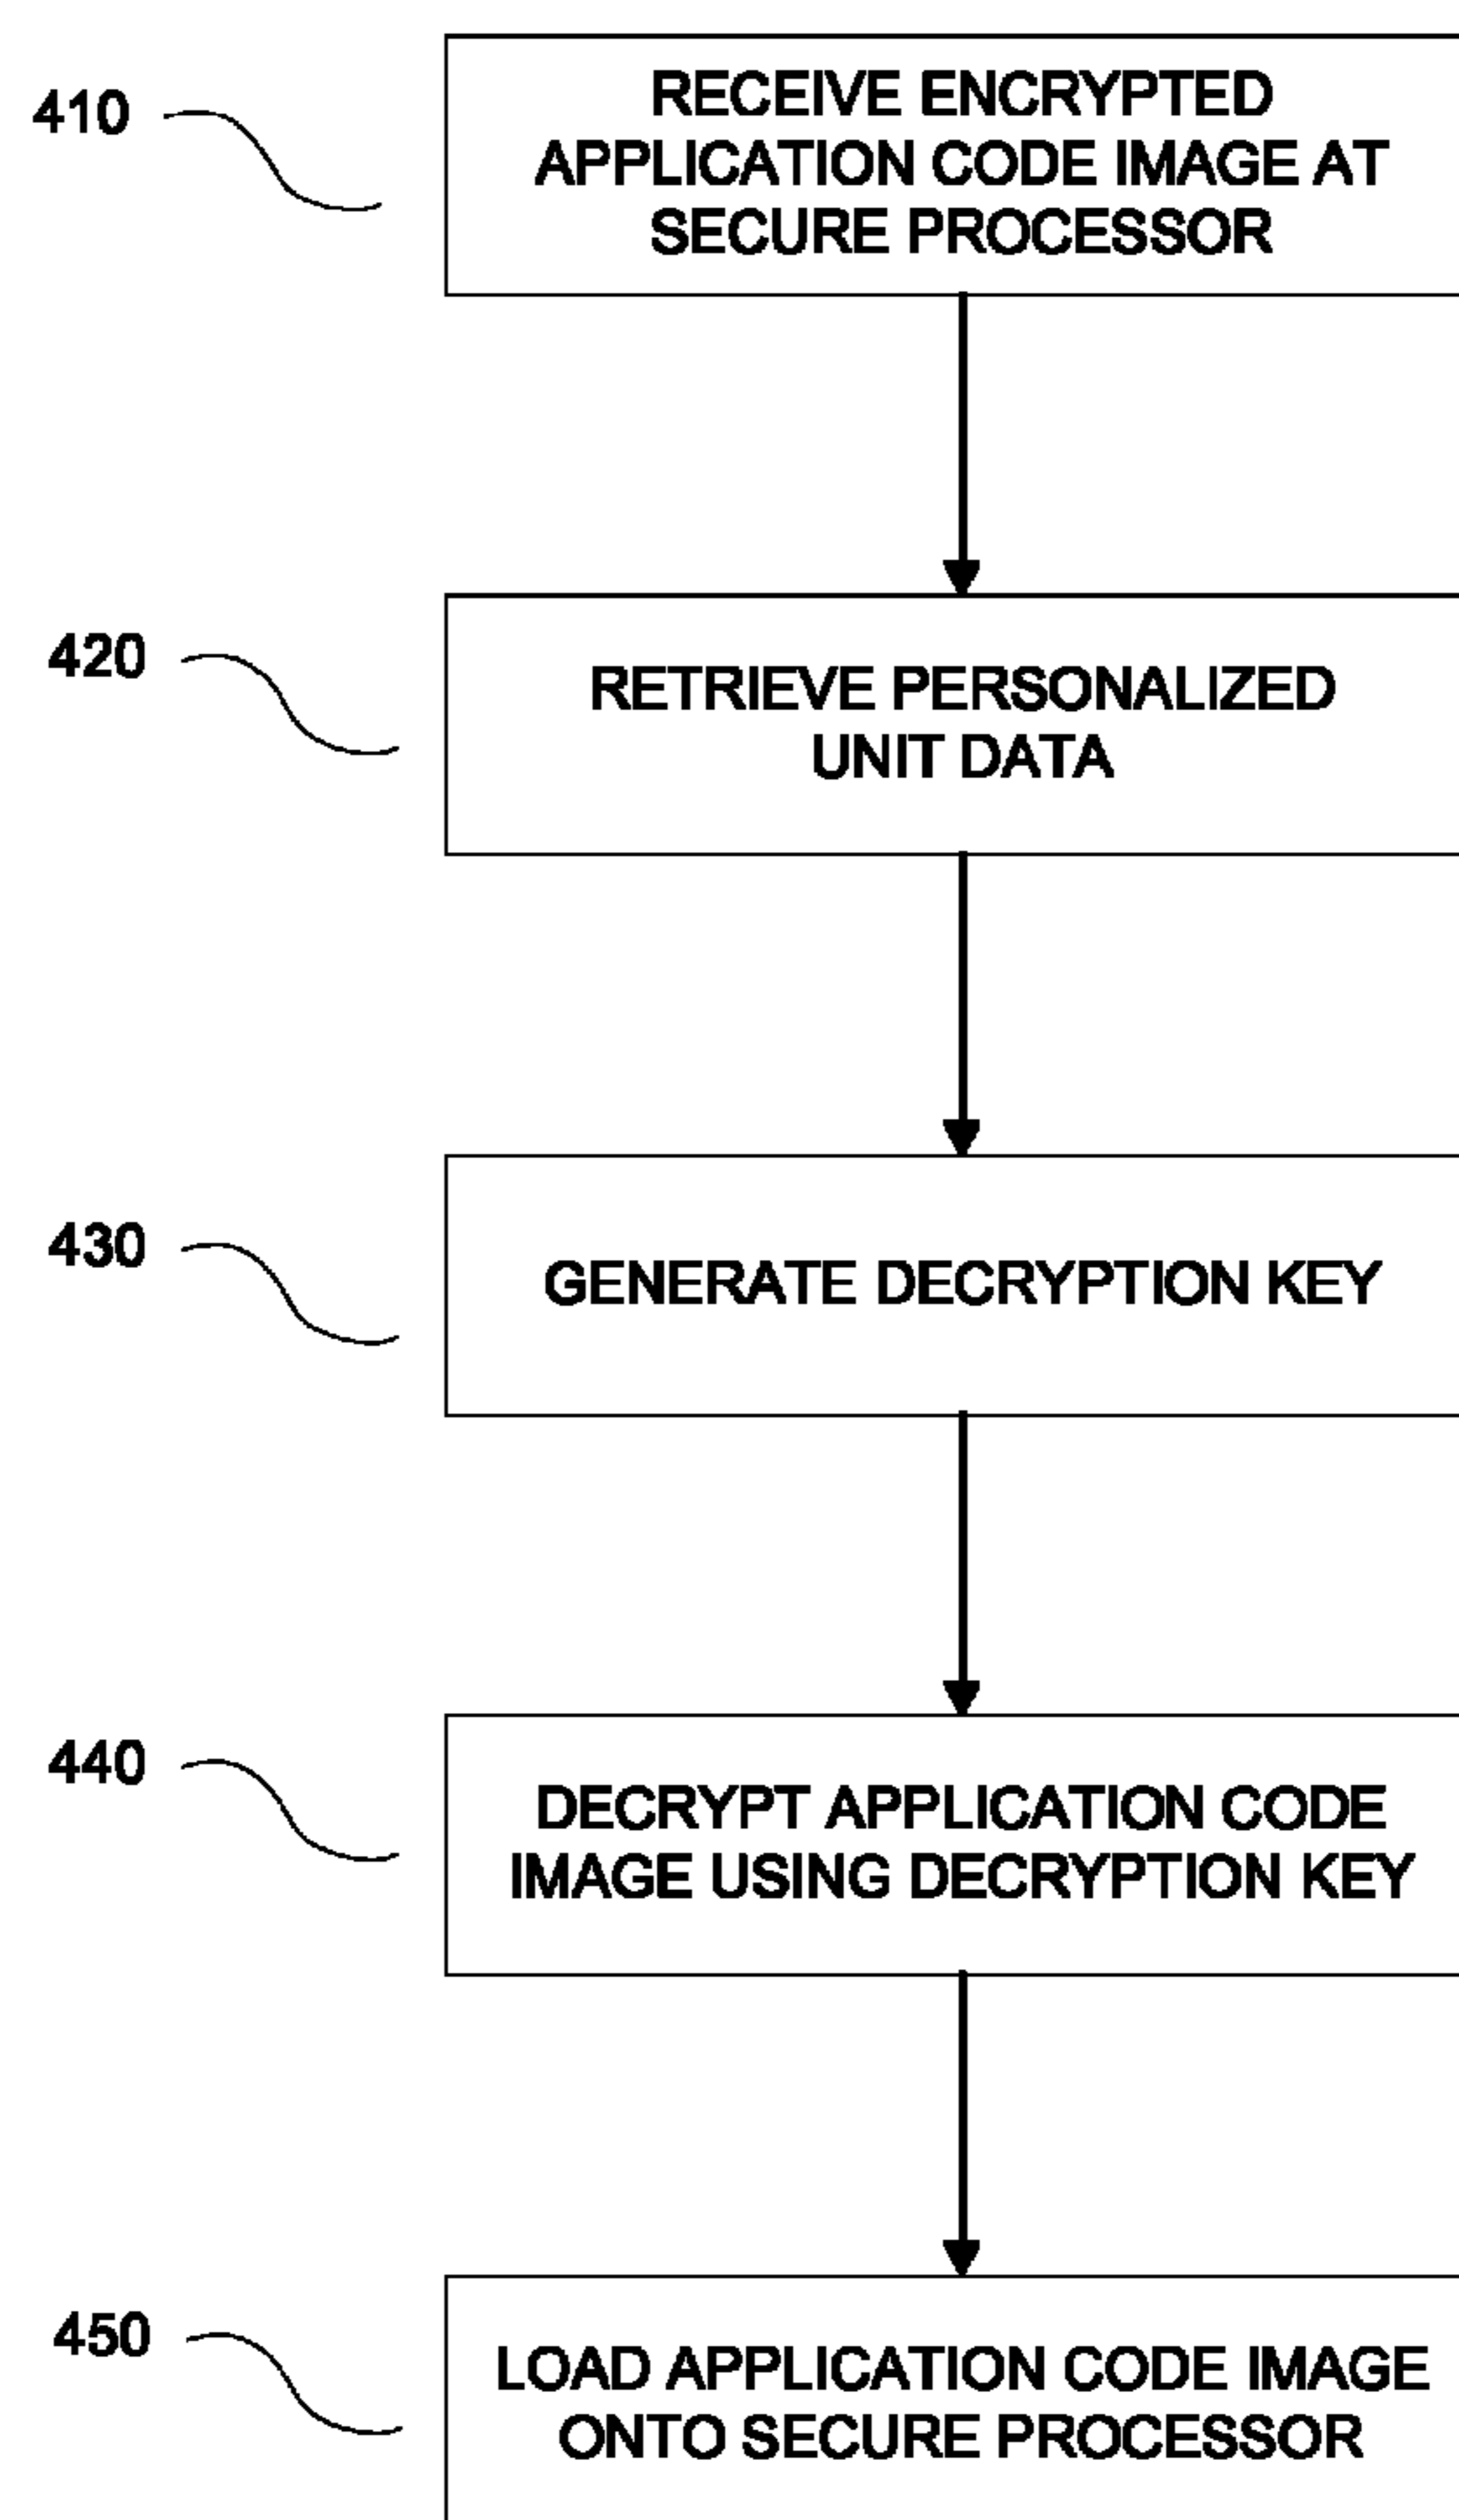 410
RECEIVE ENCRYPTED
APPLICATION CODE IMAGE AT
SECURE PROCESSOR
420
RETRIEVE PERSONALIZED
UNIT DATA
430
GENERATE DECRYPTION KEY
440
DECRYPT APPLICATION CODE
IMAGE USING DECRYPTION KEY
450
LOAD APPLICATION CODE IMAGE
ONTO SECURE PROCESSOR